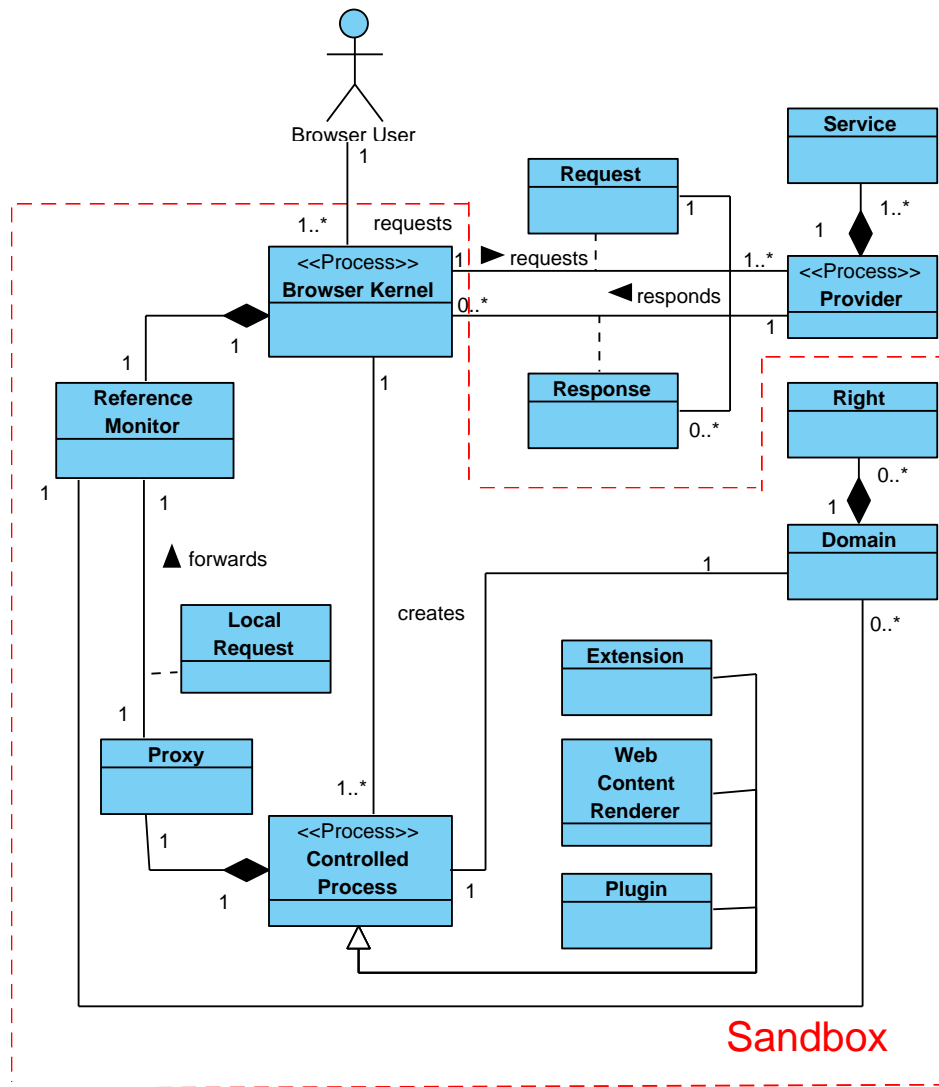 Browser User
1
Service
Request
1
1..*
1..*
requests
1
<<Process>>
Browser Kernel
1
requests
1..*
<<Process>>
Provider
0..*
responds
1
1
1
1
Reference
Monitor
Response
0..*
Right
0..*
1
1
1
Domain
forwards
1
creates
0..*
Local
Request
Extension
1
Proxy
Web
Content
Renderer
1..*
1
<<Process>>
Controlled
Process
1
1
Plugin
Sandbox